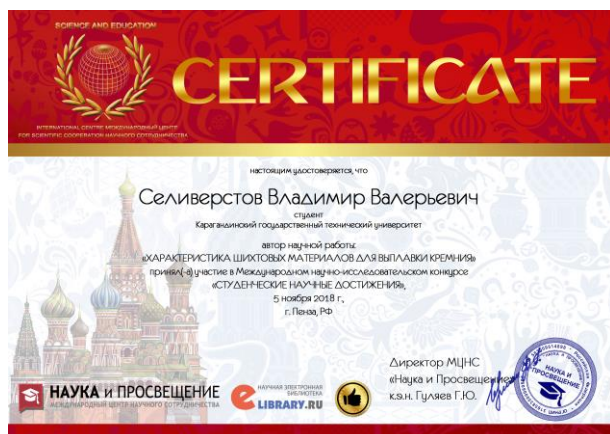 SCIENCE AND EDUCATION
CERTIFICATE
INTERNATIONAL CENTRE МЕЖДУНАРОДНЫЙ ЦЕНТР
FOR SCIENTIFIC COOPERATION НАУЧНОГО СОТРУДНИЧЕСТВА
настоящим удостоверяется, что
Селиверстов Владимир Валерьевич
студент
Карагандинский государственный технический университет
автор научной работы:
«ХАРАКТЕРИСТИКА ШИХТОВЫХ МАТЕРИАЛОВ ДЛЯ ВЫПЛАВКИ КРЕМНИЯ»
принял(-а) участие в Международном научно-исследовательском конкурсе
«СТУДЕНЧЕСКИЕ НАУЧНЫЕ ДОСТИЖЕНИЯ»,
5 ноября 2018 г.,
г. Пенза, РФ
Директор МЦНС
«Наука и Просвещение»
к.э.н. Гуляев Г.Ю.
НАУКА И ПРОСВЕЩЕНИЕ
НАУКА и ПРОСВЕЩЕНИЕ
МЕЖДУНАРОДНЫЙ ЦЕНТР НАУЧНОГО СОТРУДНИЧЕСТВА
НАУЧНАЯ ЭЛЕКТРОННАЯ
БИБЛИОТЕКА
LIBRARY.RU